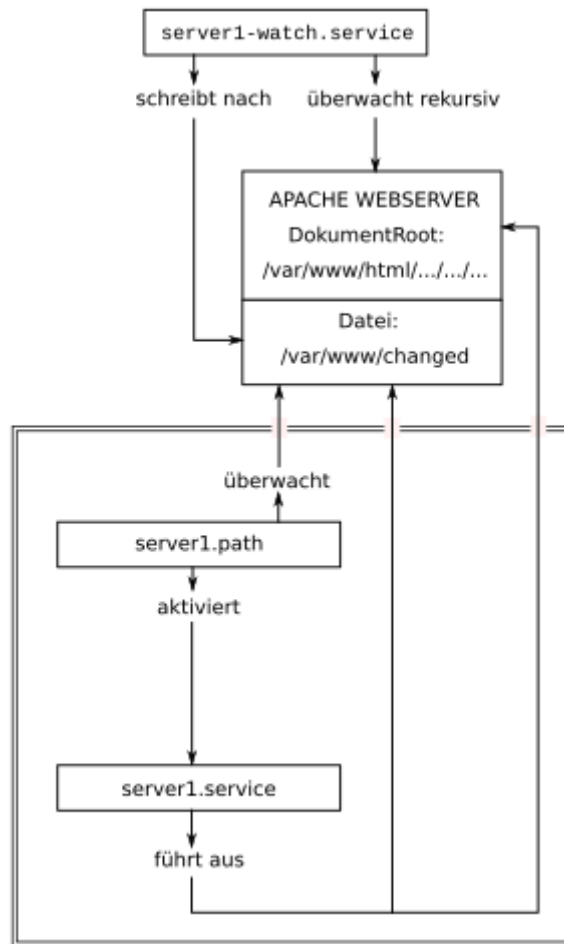 server1-watch.service
schreibt nach
überwacht rekursiv
APACHE WEBSERVER
DokumentRoot:
/var/www/html/.../.../...
Datei:
/var/www/changed
überwacht
server1.path
aktiviert
server1.service
führt aus